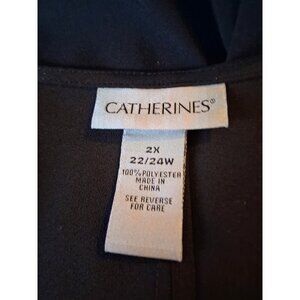 CATHERINES®
2X
22/24W
100% POLYESTER
MADE IN
CHINA
SEE REVERSE
FOR CARE